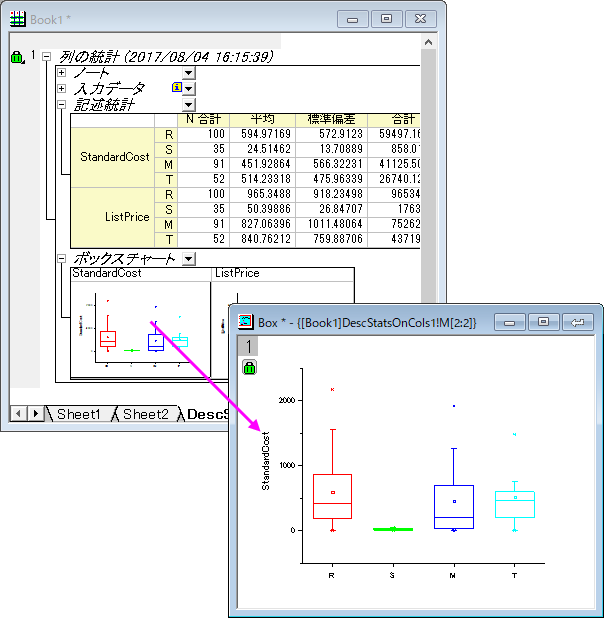 Book1 *
1 列の統計 (2017/08/04 16:15:39)
ノート
入力データ
記述統計
N 合計 平均 標準偏差 合計
StandardCost R 100 594.97169 572.9123 59497.16
S 35 24.51462 13.70889 858.01
M 91 451.92864 566.32231 41125.50
T 52 514.23318 475.96339 26740.12
ListPrice R 100 965.3488 918.23498 96534
S 35 50.39886 26.84707 1763
M 91 827.06396 1011.48064 75262
T 52 840.76212 759.88706 43719
ボックスチャート
StandardCost ListPrice
Sheet1 Sheet2 DescS
Box * - {[Book1]DescStatsOnCols1!M[2:2]}
1
StandardCost
2000
1000
0
R S M T